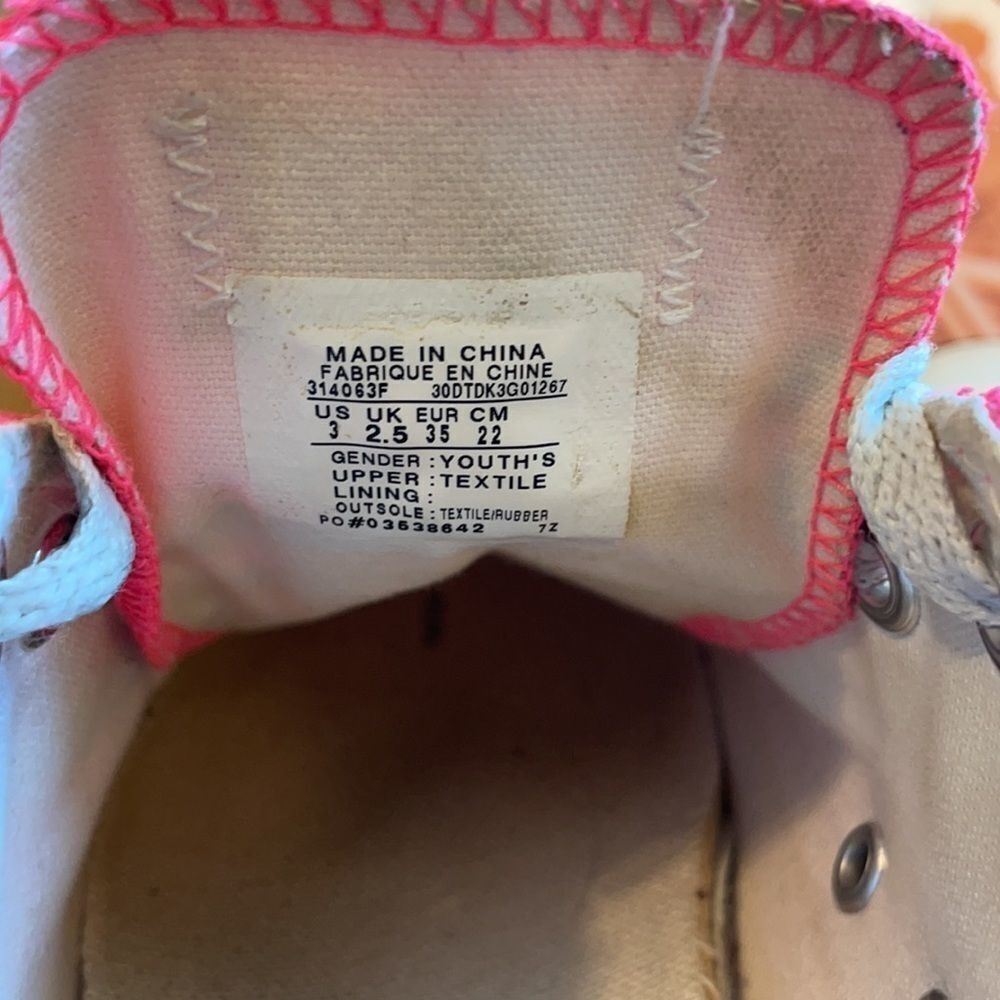 MADE IN CHINA
FABRIQUE EN CHINE
314063F 30DTDK3G01267
US UK EUR CM
3 2.5 35 22
GENDER : YOUTH'S
UPPER : TEXTILE
LINING :
OUTSOLE : TEXTILE/RUBBER
PO#03538642 7Z